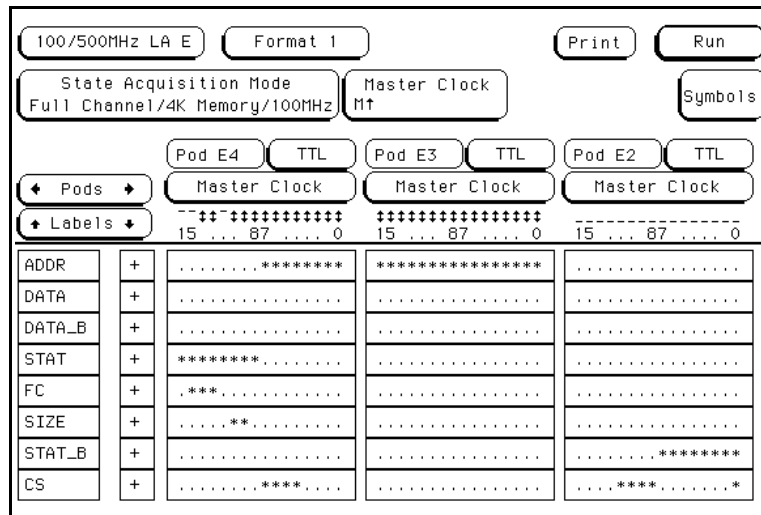 100/500MHz LA E Format 1 Print Run
State Acquisition Mode
Full Channel/4K Memory/100MHz
Master Clock
M↑
Symbols
Pod E4 TTL Pod E3 TTL Pod E2 TTL
← Pods → Master Clock Master Clock Master Clock
↑ Labels ↓
15 ... 87 .... 0 15 ... 87 .... 0 15 ... 87 .... 0
ADDR + ........******** **************** ................
DATA + ................ ................ ................
DATA_B + ................ ................ ................
STAT + ********........ ................ ................
FC + .***............ ................ ................
SIZE + .....**......... ................ ................
STAT_B + ................ ................ ........********
CS + ........****.... ................ ....****.......*